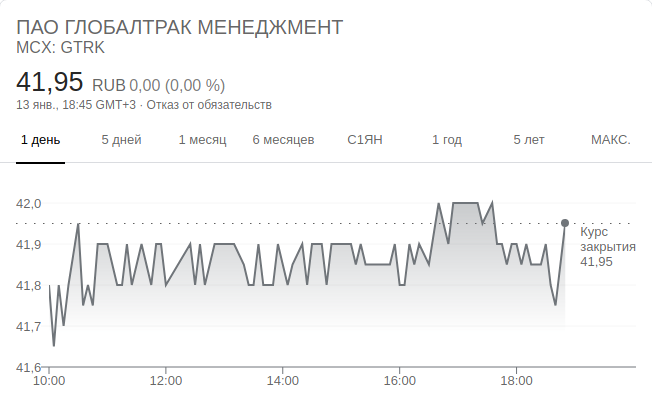 ПАО ГЛОБАЛТРАК МЕНЕДЖМЕНТ
MCX: GTRK
41,95 RUB 0,00 (0,00 %)
13 янв., 18:45 GMT+3 · Отказ от обязательств
1 день 5 дней 1 месяц 6 месяцев С1ЯН 1 год 5 лет МАКС.
42,0
41,9
41,8
41,7
41,6
Курс
закрытия
41,95
10:00 12:00 14:00 16:00 18:00